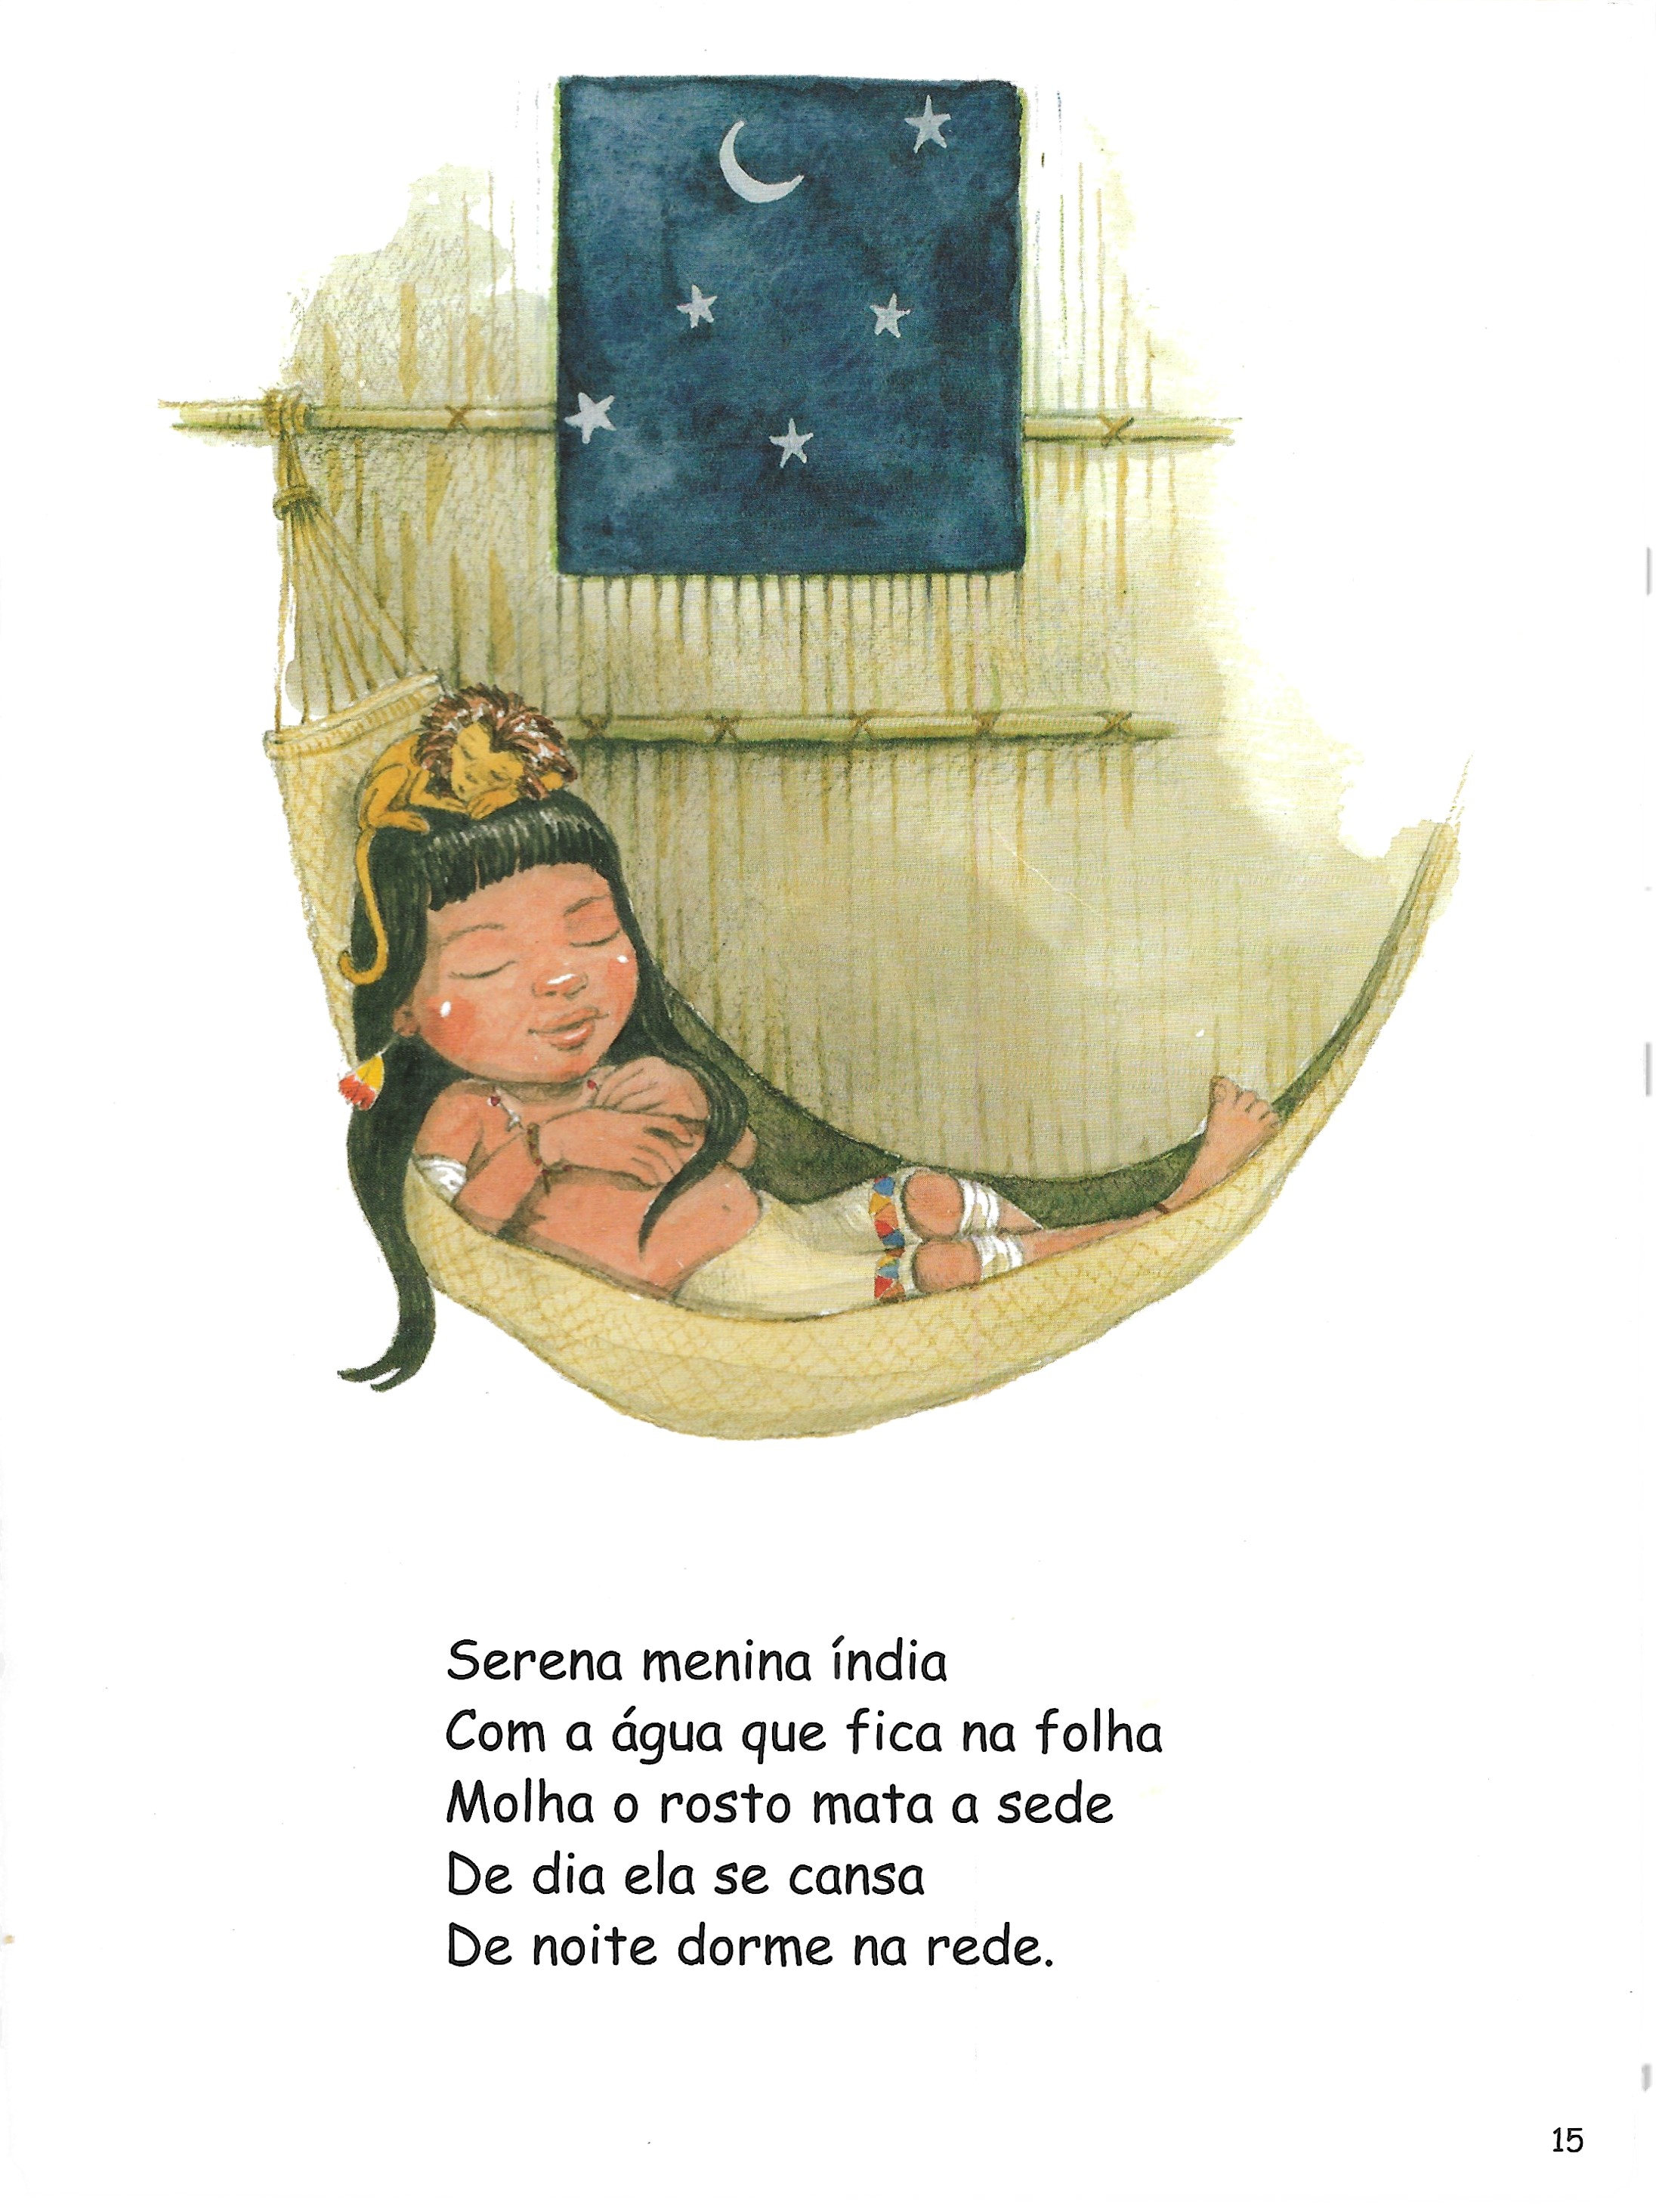 Serena menina índia
Com a água que fica na folha
Molha o rosto mata a sede
De dia ela se cansa
De noite dorme na rede.
15